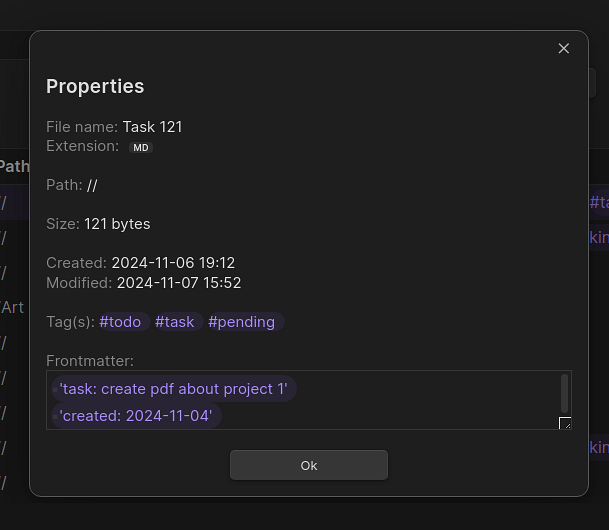 Properties
File name: Task 121
Extension: MD
Path
Path: //
//
#ta
Size: 121 bytes
//
kin
Created: 2024-11-06 19:12
//
Modified: 2024-11-07 15:52
/Art
Tag(s): #todo #task #pending
//
Frontmatter:
//
'task: create pdf about project 1'
//
'created: 2024-11-04'
//
kin
Ok
//